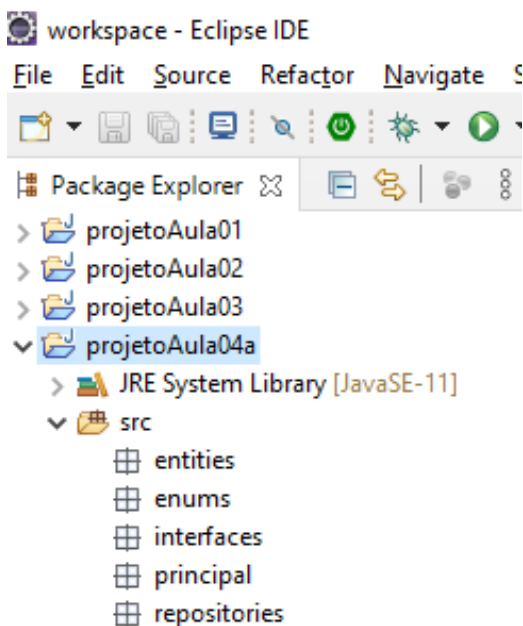 workspace - Eclipse IDE
File Edit Source Refactor Navigate S
Package Explorer
projetoAula01
projetoAula02
projetoAula03
projetoAula04a
JRE System Library [JavaSE-11]
src
entities
enums
interfaces
principal
repositories